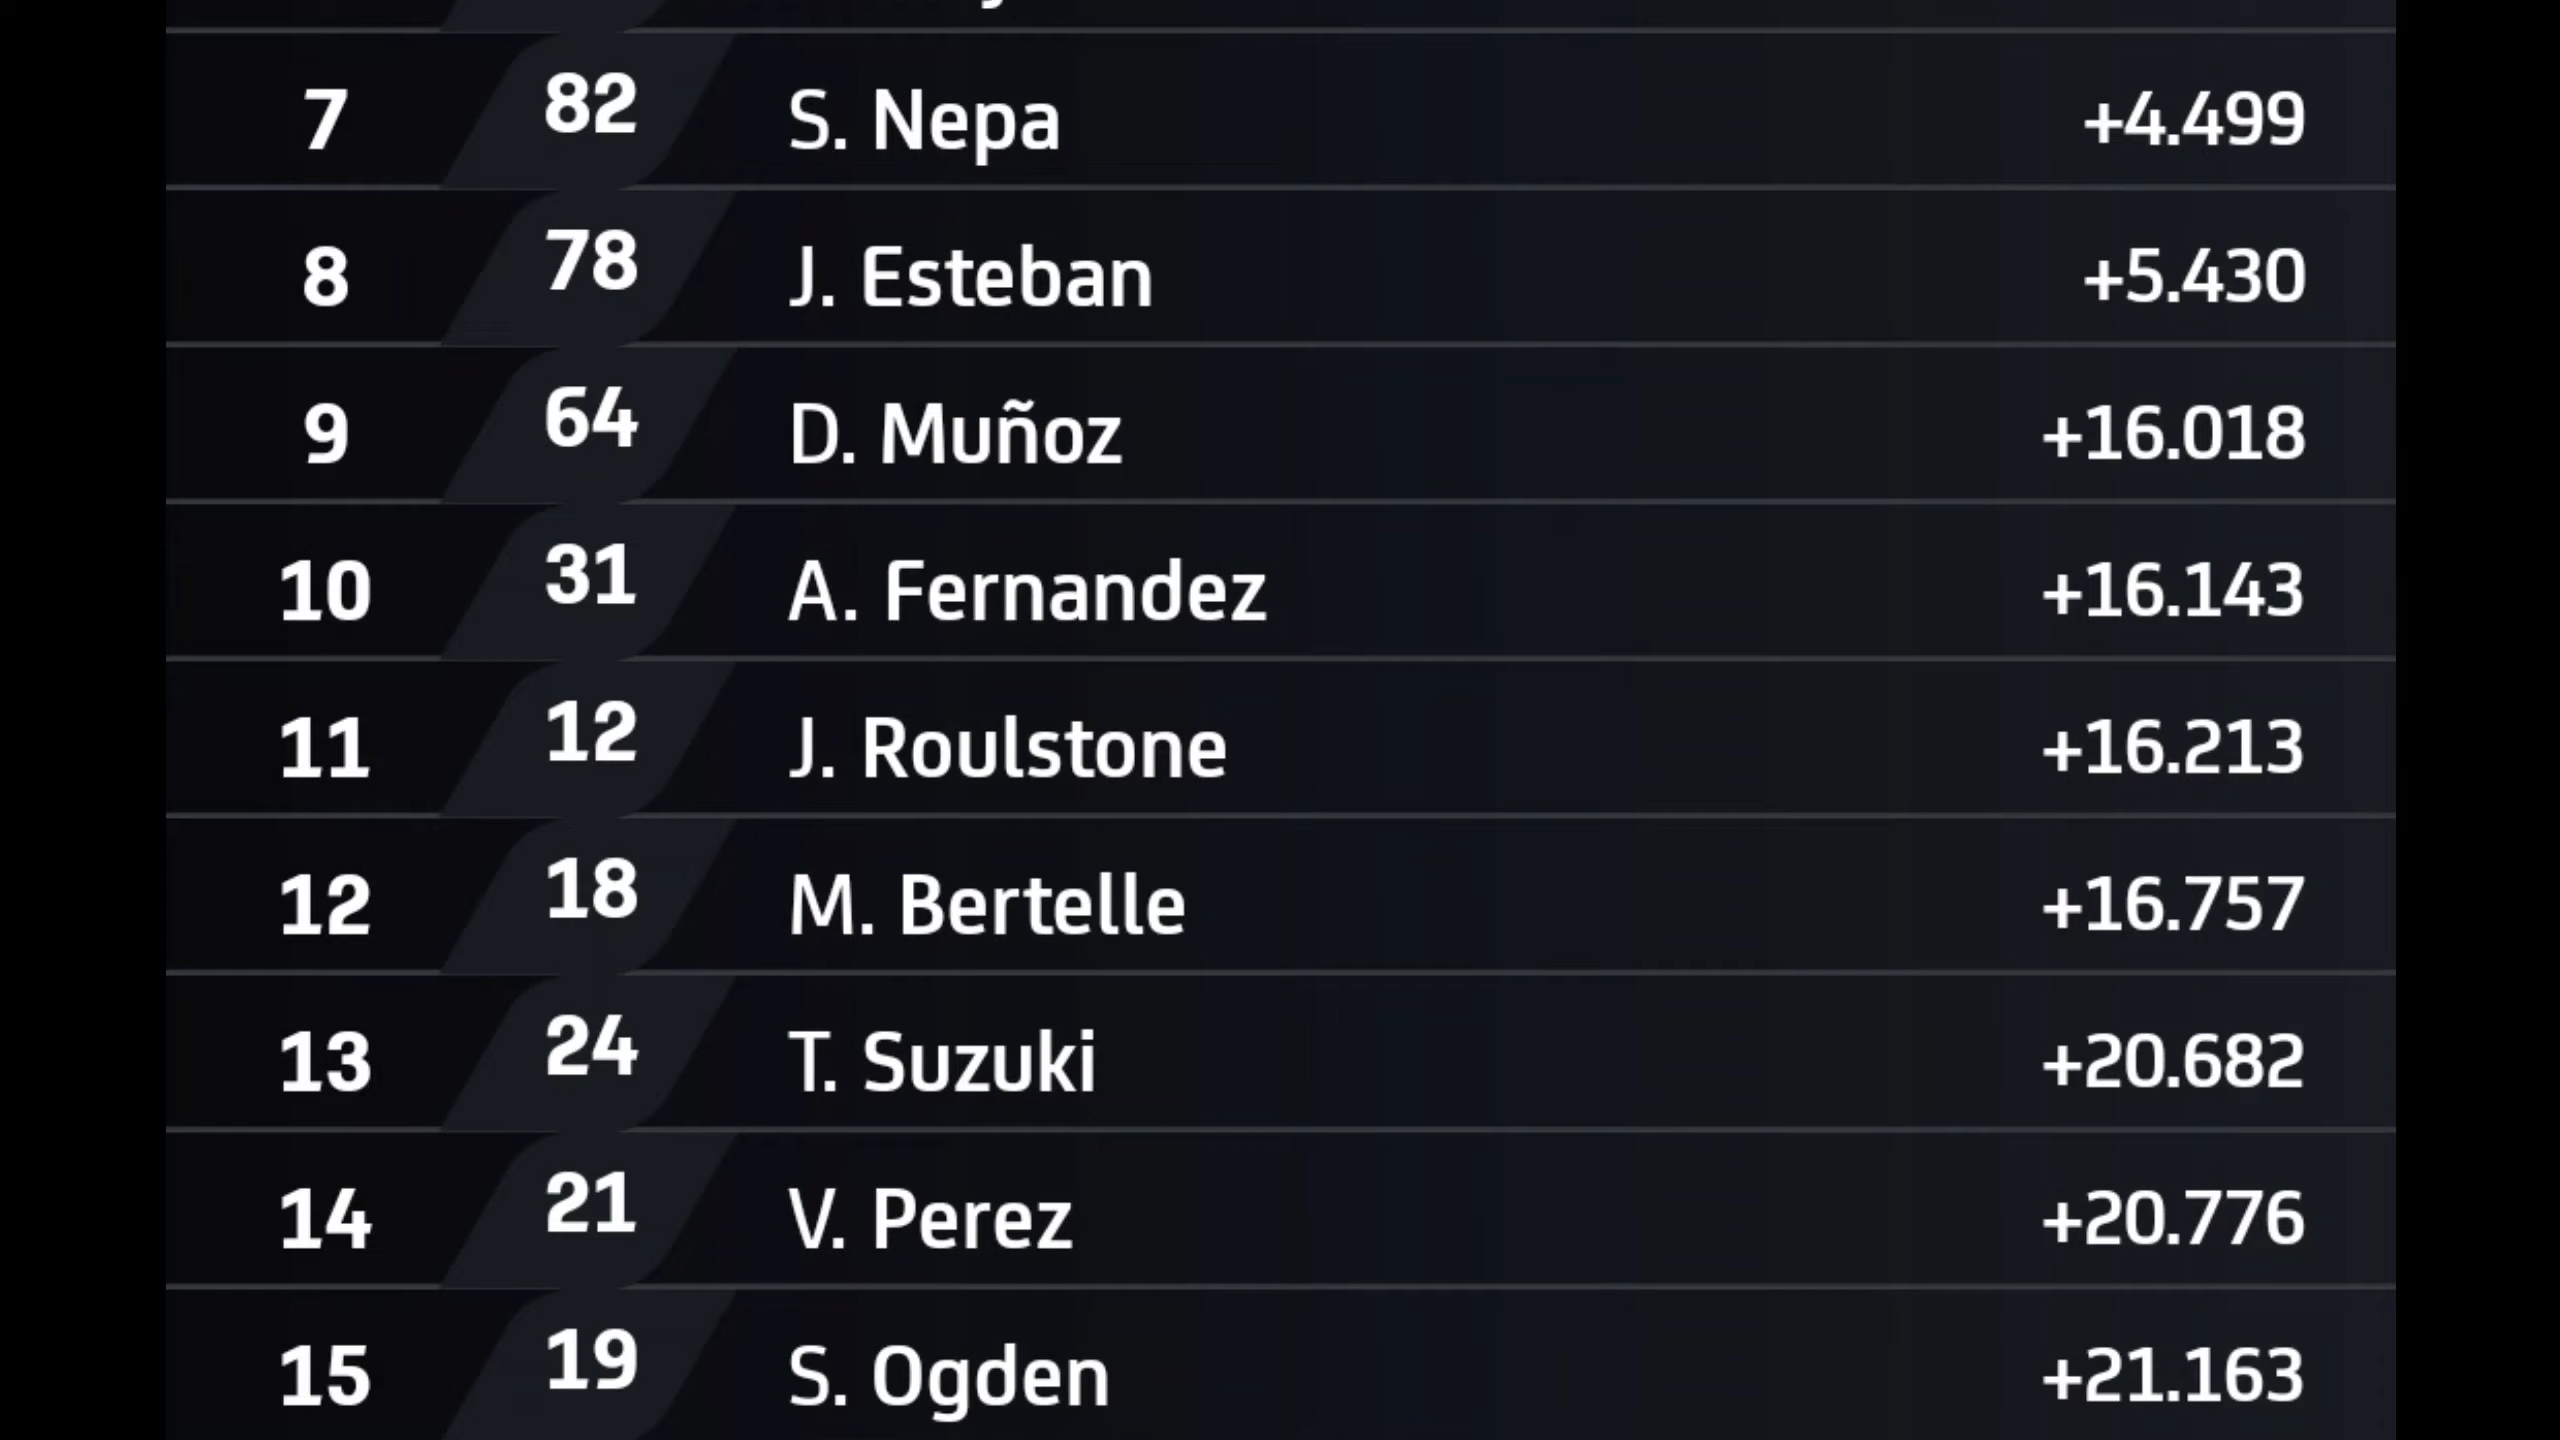 7 82 S. Nepa +4.499
8 78 J. Esteban +5.430
9 64 D. Muñoz +16.018
10 31 A. Fernandez +16.143
11 12 J. Roulstone +16.213
12 18 M. Bertelle +16.757
13 24 T. Suzuki +20.682
14 21 V. Perez +20.776
15 19 S. Ogden +21.163